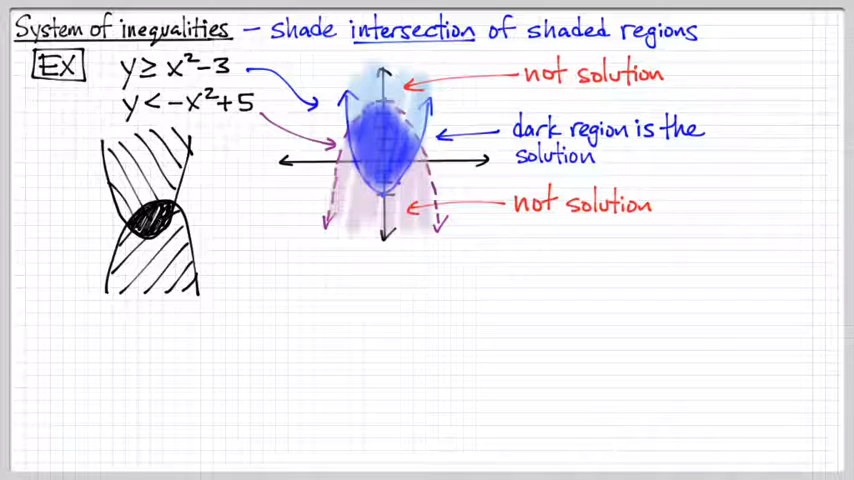 System of inequalities - shade intersection of shaded regions
EX
y ≥ x²-3
y < -x²+5
not solution
dark region is the
solution
not solution